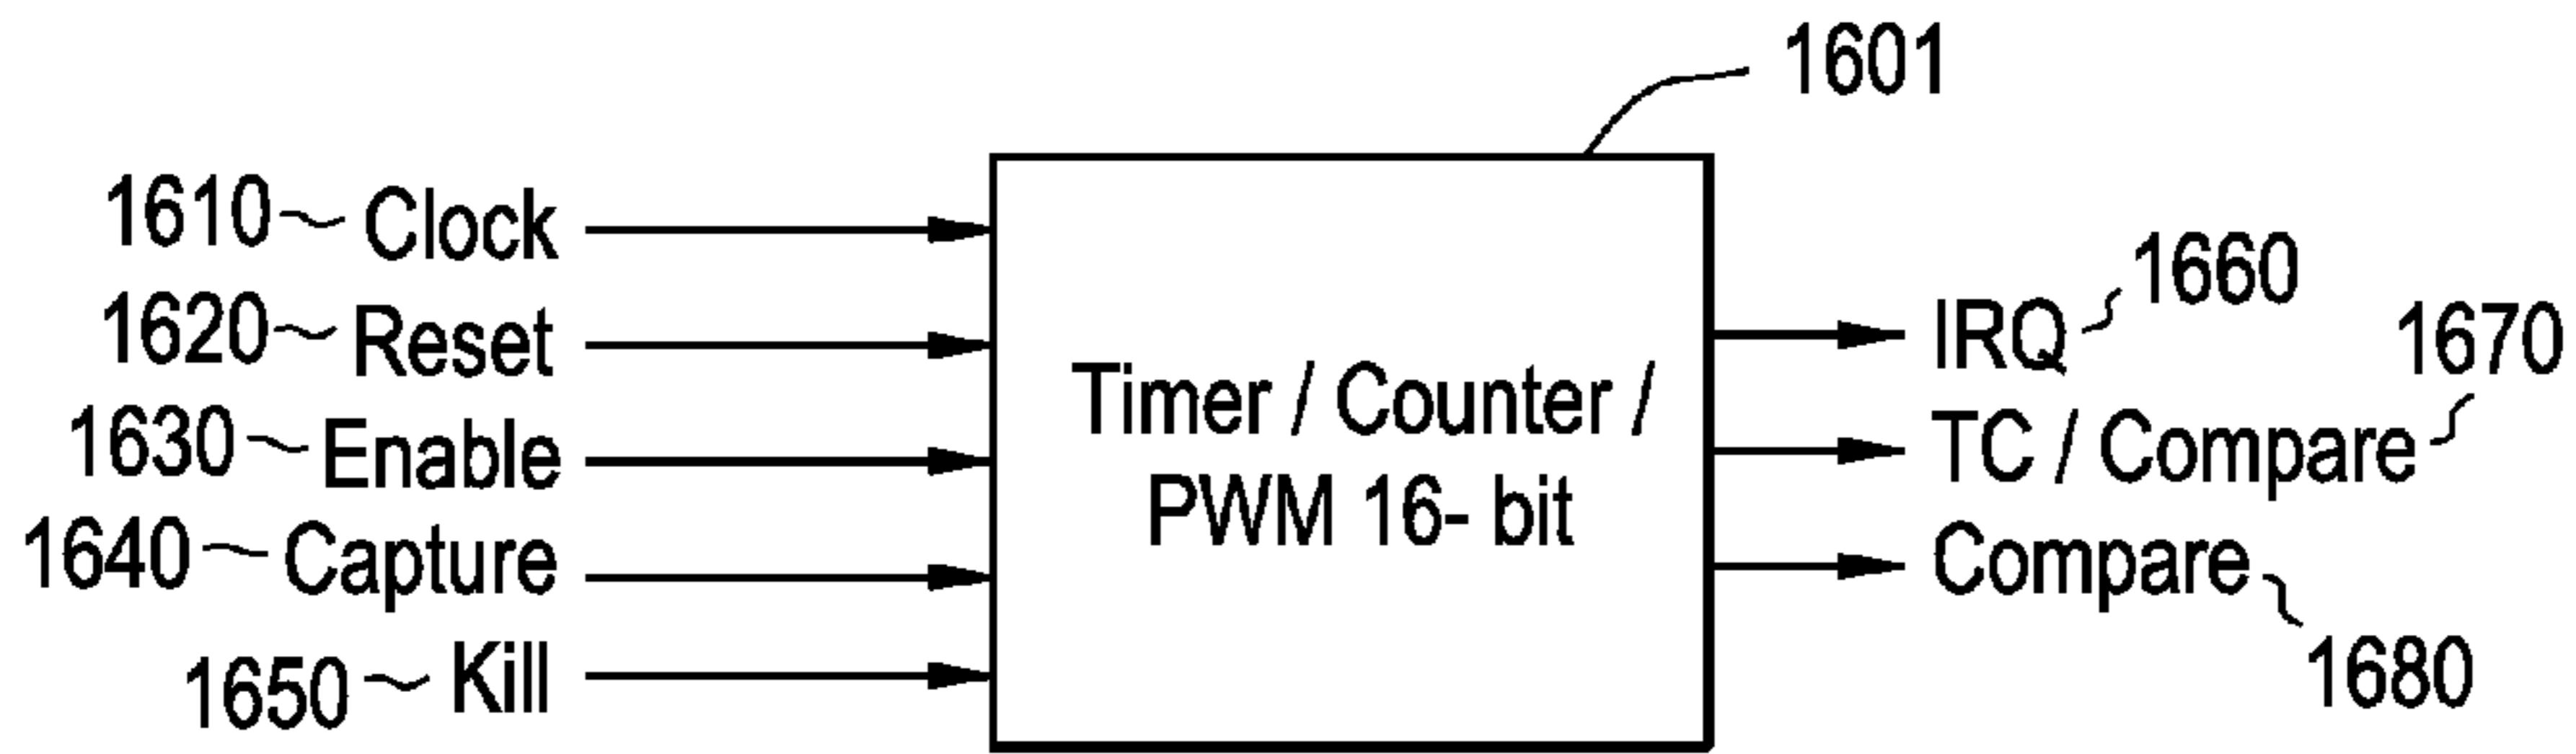 1601
1610 Clock
1620 Reset
1630 Enable
1640 Capture
1650 Kill
Timer / Counter /
PWM 16- bit
IRQ 1660
TC / Compare 1670
Compare 1680